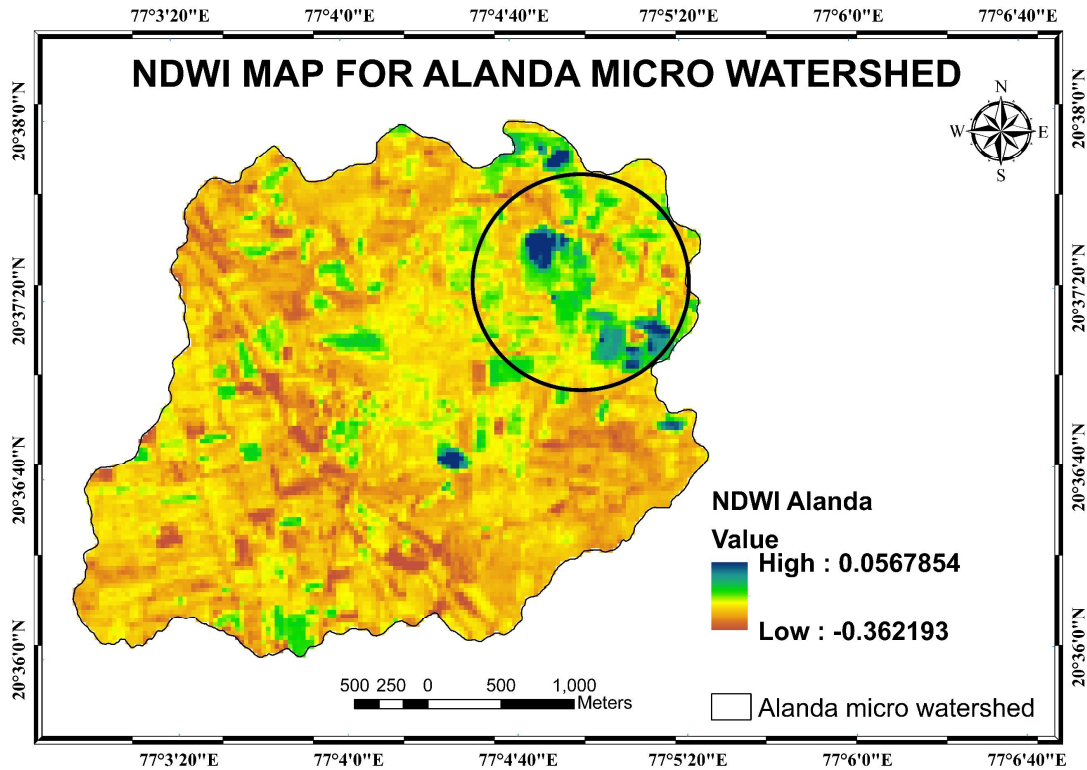 77°3'20"E 77°4'0"E 77°4'40"E 77°5'20"E 77°6'0"E 77°6'40"E
NDWI MAP FOR ALANDA MICRO WATERSHED
N
W E
S
20°38'0"N 20°38'0"N
20°37'20"N 20°37'20"N
20°36'40"N 20°36'40"N
20°36'0"N 20°36'0"N
NDWI Alanda
Value
High : 0.0567854
Low : -0.362193
500 250 0 500 1,000
Meters
Alanda micro watershed
77°3'20"E 77°4'0"E 77°4'40"E 77°5'20"E 77°6'0"E 77°6'40"E